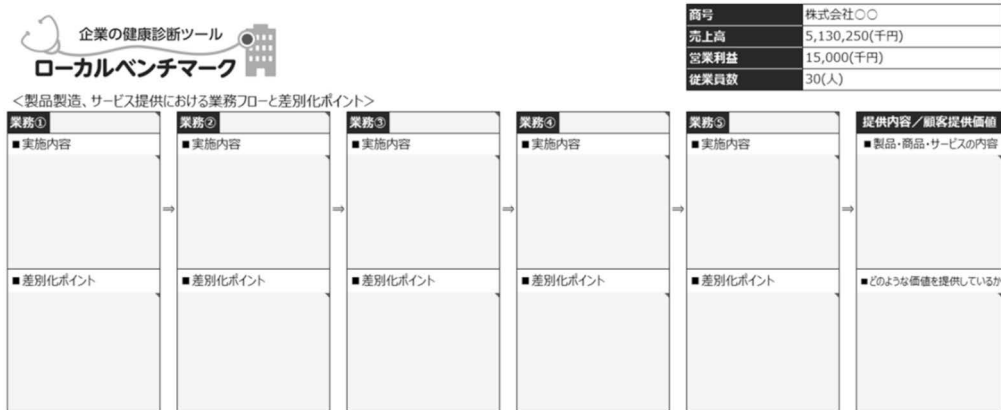 企業の健康診断ツール
ローカルベンチマーク
商号 株式会社○○
売上高 5,130,250(千円)
営業利益 15,000(千円)
従業員数 30(人)
<製品製造、サービス提供における業務フローと差別化ポイント>
業務① 業務② 業務③ 業務④ 業務⑤ 提供内容/顧客提供価値
■実施内容 ■実施内容 ■実施内容 ■実施内容 ■実施内容 ■製品・商品・サービスの内容
⇒ ⇒ ⇒ ⇒ ⇒
■差別化ポイント ■差別化ポイント ■差別化ポイント ■差別化ポイント ■差別化ポイント ■どのような価値を提供しているか